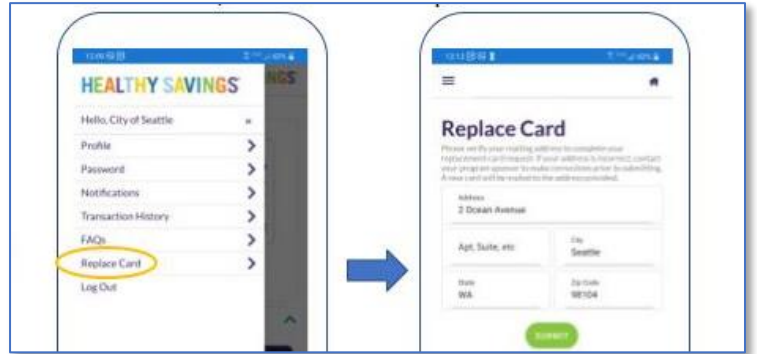 HEALTHY SAVINGS
NGS
Hello, City of Seattle
Profile
Password
Notifications
Transaction History
FAQs
Replace Card
Log Out
Replace Card
Please verify your mailing address to complete your
replacement card request. If your address is incorrect, contact
your program sponsor to make corrections prior to submitting.
A new card will be mailed to the address provided.
Address
2 Ocean Avenue
Apt, Suite, etc
City
Seattle
State
WA
Zip Code
98104
SUBMIT